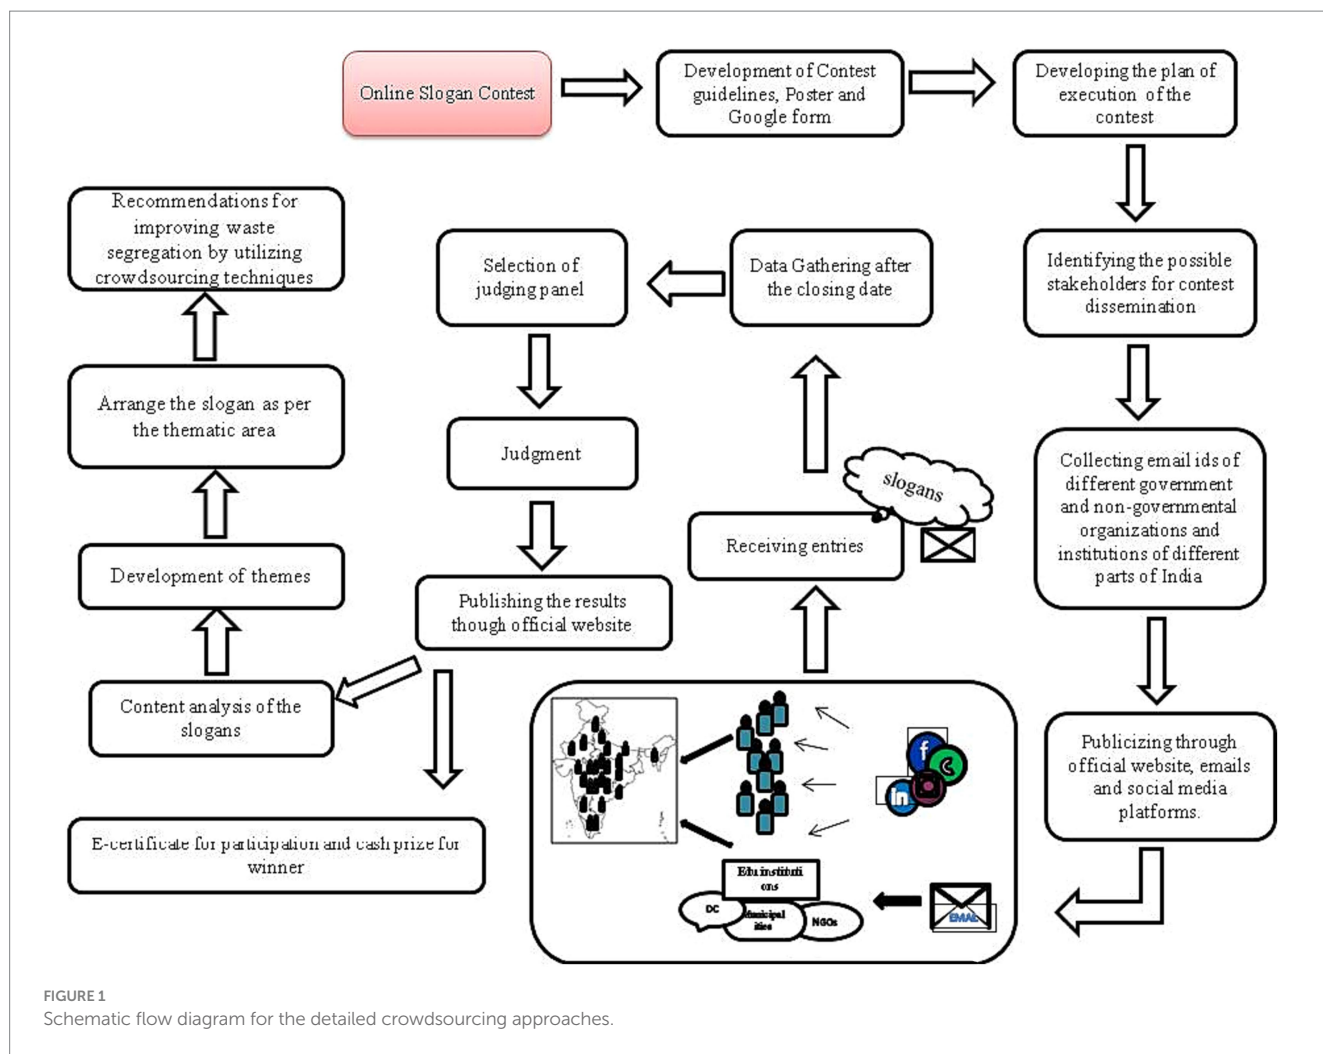 Online Slogan Contest
Development of Contest
guidelines, Poster and
Google form
Developing the plan of
execution of the
contest
Identifying the possible
stakeholders for contest
dissemination
Collecting email ids of
different government
and non-governmental
organizations and
institutions of different
parts of India
Publicizing through
official website, emails
and social media
platforms.
f
in
EMAIL
Edu instituti
ons
DC
Municipal
ities
NGOs
Receiving entries
slogans
Data Gathering after
the closing date
Selection of
judging panel
Judgment
Publishing the results
though official website
E-certificate for participation and cash prize for
winner
Content analysis of the
slogans
Development of themes
Arrange the slogan as per
the thematic area
Recommendations for
improving waste
segregation by utilizing
crowdsourcing techniques
FIGURE 1
Schematic flow diagram for the detailed crowdsourcing approaches.